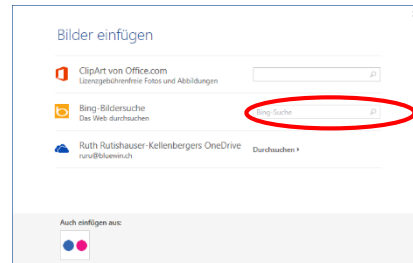 Bilder einfügen
ClipArt von Office.com
Lizenzgebührenfreie Fotos und Abbildungen
Bing-Bildersuche
Das Web durchsuchen
Bing-Suche
Ruth Rutishauser-Kellenbergers OneDrive
ruru@bluewin.ch
Durchsuchen
Auch einfügen aus: